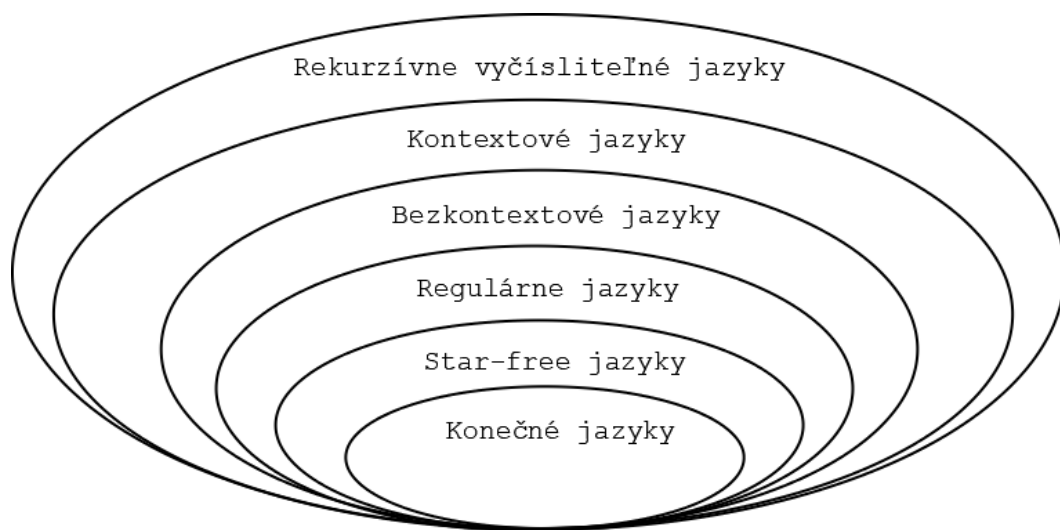 Rekurzívne vyčísliteľné jazyky
Kontextové jazyky
Bezkontextové jazyky
Regulárne jazyky
Star-free jazyky
Konečné jazyky